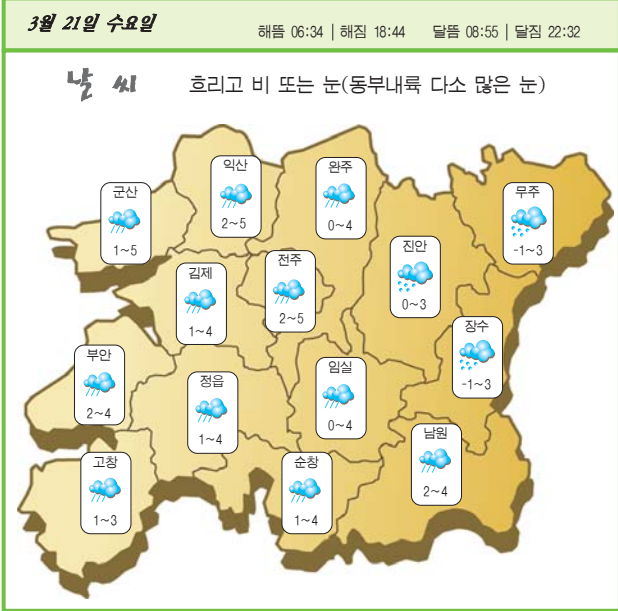 3월 21일 수요일
해뜸 06:34 | 해짐 18:44 달뜸 08:55 | 달짐 22:32
날씨 흐리고 비 또는 눈(동부내륙 다소 많은 눈)
군산
1~5
익산
2~5
완주
0~4
무주
-1~3
김제
1~4
전주
2~5
진안
0~3
장수
-1~3
부안
2~4
정읍
1~4
임실
0~4
남원
2~4
고창
1~3
순창
1~4